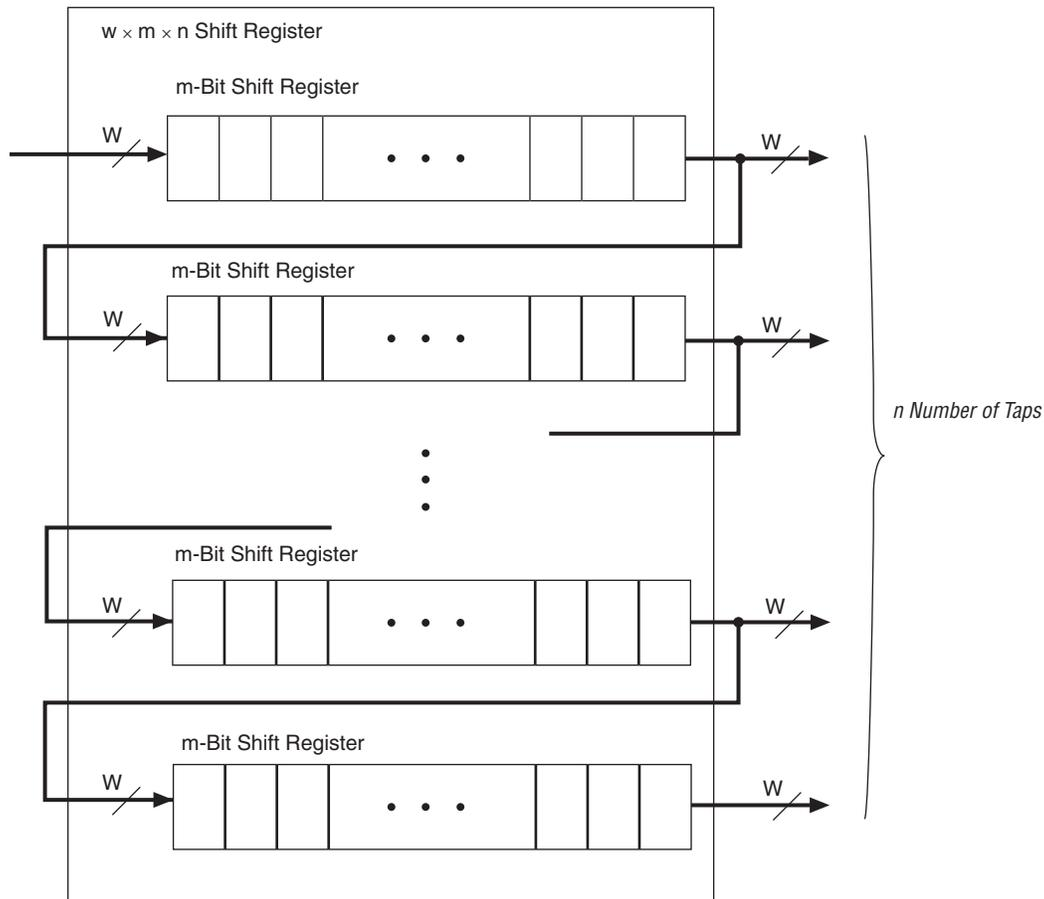 w × m × n Shift Register
m-Bit Shift Register
W
W
m-Bit Shift Register
W
W
n Number of Taps
m-Bit Shift Register
W
W
m-Bit Shift Register
W
W